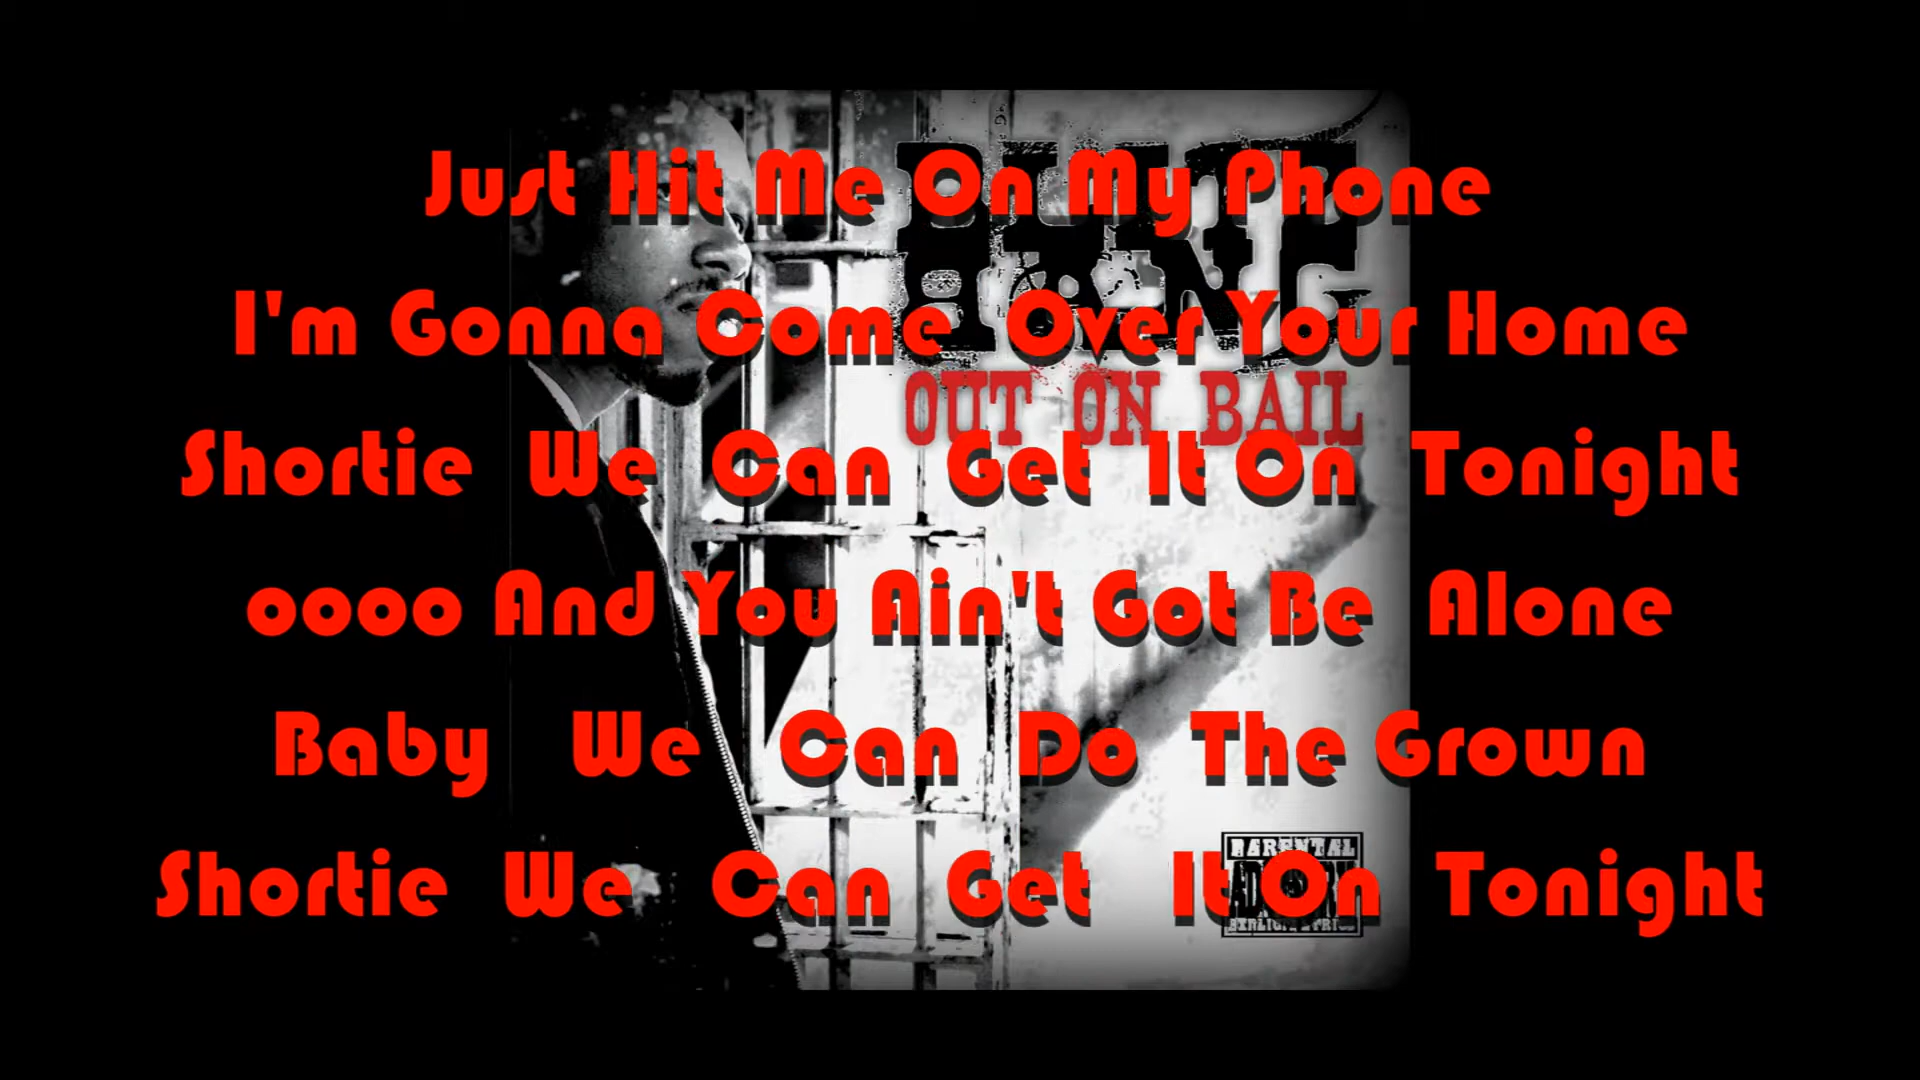 Just Hit Me On My Phone
I'm Gonna Come Over Your Home
OUT ON BAIL
Shortie We Can Get It On Tonight
oooo And You Ain't Got Be Alone
Baby We Can Do The Grown
PARENTAL
Shortie We Can Get It On Tonight